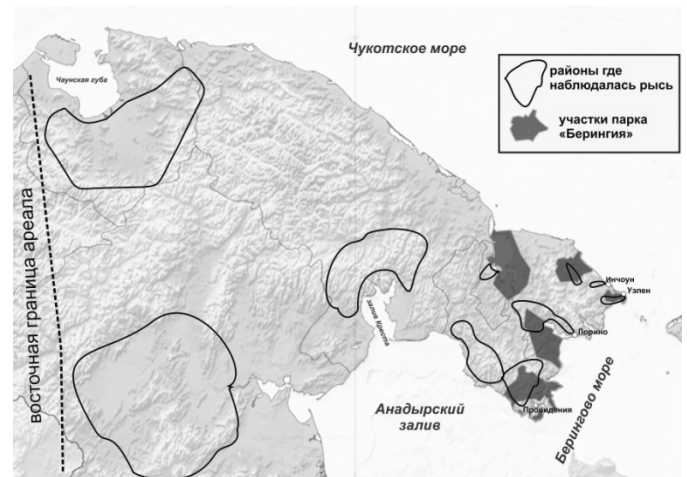 Чукотское море
районы где
наблюдалась рысь
участки парка
«Берингия»
Чаунская губа
восточная граница ареала
залив Креста
Инчоун
Уэлен
Лорино
Анадырский
залив
Провидения
Берингово море